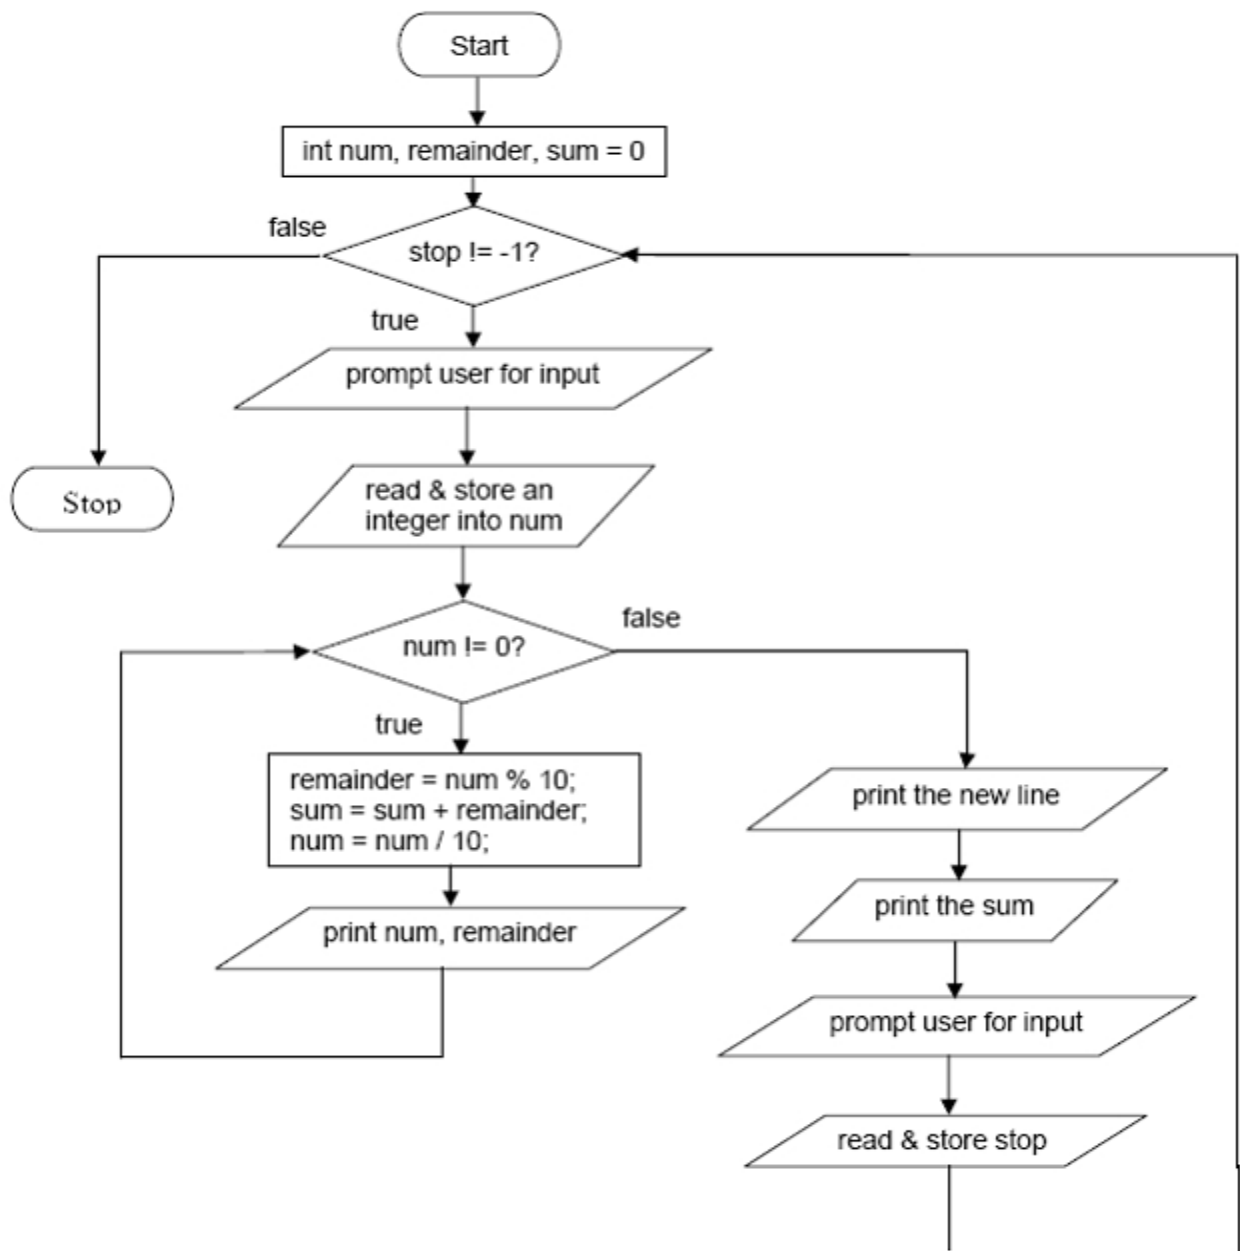 Start
int num, remainder, sum = 0
false
stop != -1?
true
prompt user for input
Stop
read & store an
integer into num
false
num != 0?
true
remainder = num % 10;
sum = sum + remainder;
num = num / 10;
print num, remainder
print the new line
print the sum
prompt user for input
read & store stop